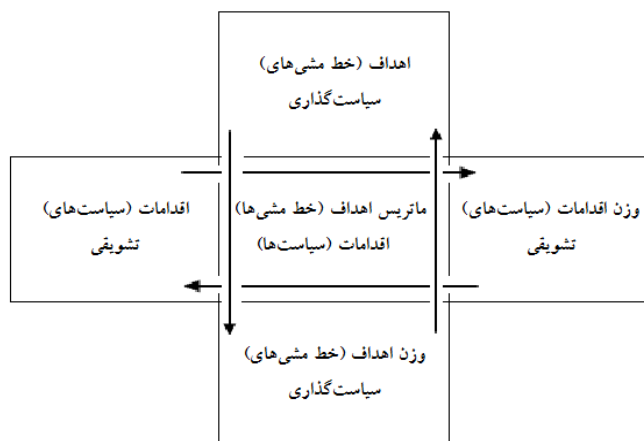 اهداف (خط مشی‌های)
سیاست‌گذاری
وزن اقدامات (سیاست‌های)
تشویقی
ماتریس اهداف (خط مشی‌ها)
اقدامات (سیاست‌ها)
اقدامات (سیاست‌های)
تشویقی
وزن اهداف (خط مشی‌های)
سیاست‌گذاری